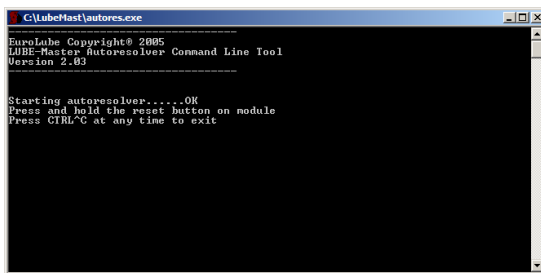 C:\LubeMast\autores.exe
----------------------------------
EuroLube Copyright® 2005
LUBE-Master Autoresolver Command Line Tool
Version 2.03
----------------------------------
Starting autoresolver......OK
Press and hold the reset button on module
Press CTRL^C at any time to exit